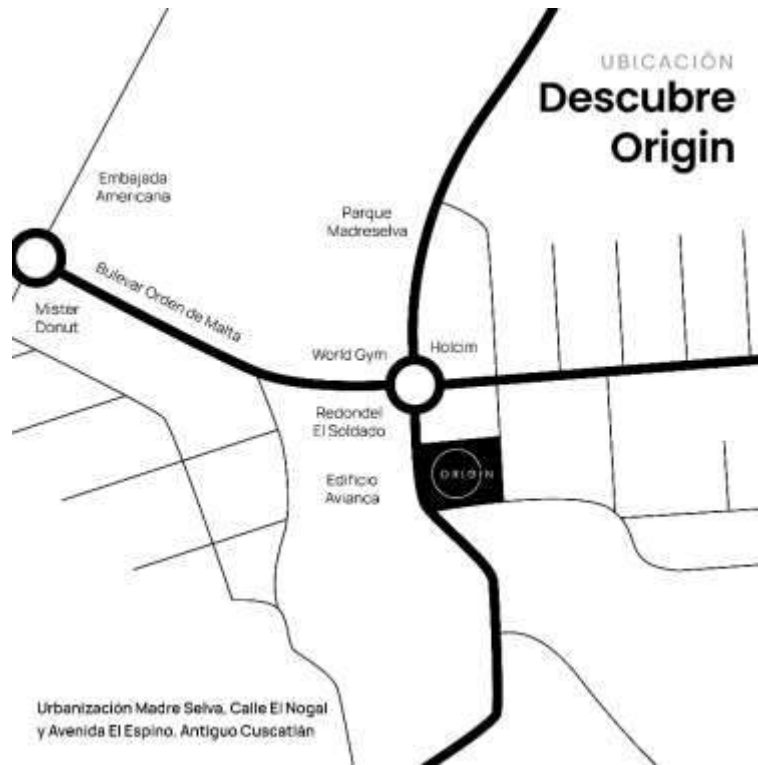 UBICACIÓN
Descubre
Origin
Embajada
Americana
Parque
Madreselva
Bulevar Orden de Malta
Mister
Donut
World Gym
Holcim
Redondel
El Soldado
ORIGIN
Edificio
Avianca
Urbanización Madre Selva, Calle El Nogal
y Avenida El Espino, Antiguo Cuscatlán